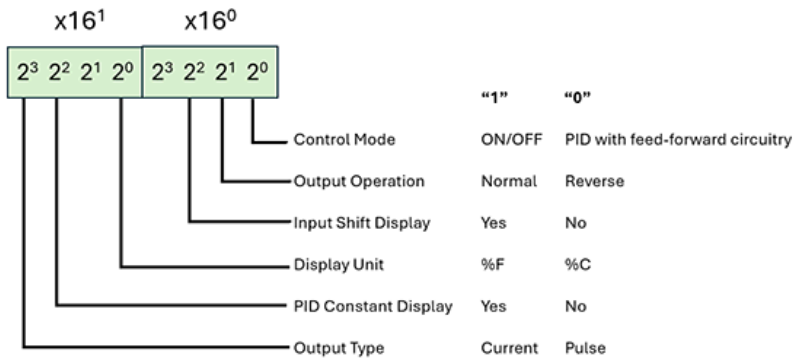 x16¹ x16⁰
2³ 2² 2¹ 2⁰ 2³ 2² 2¹ 2⁰
"1" "0"
Control Mode ON/OFF PID with feed-forward circuitry
Output Operation Normal Reverse
Input Shift Display Yes No
Display Unit %F %C
PID Constant Display Yes No
Output Type Current Pulse